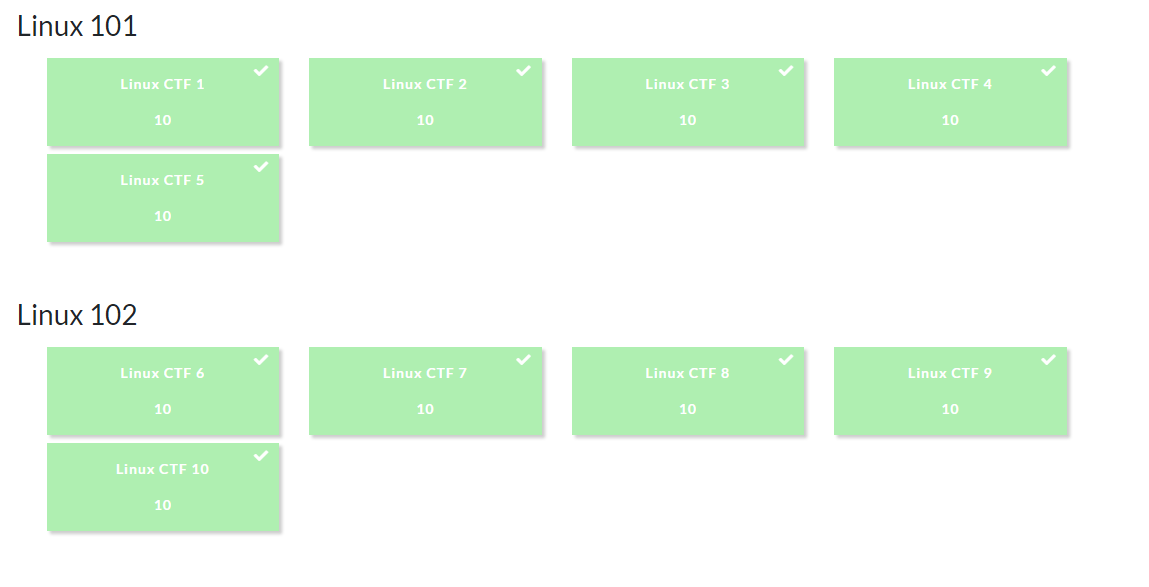 Linux 101
Linux CTF 1
10
Linux CTF 2
10
Linux CTF 3
10
Linux CTF 4
10
Linux CTF 5
10
Linux 102
Linux CTF 6
10
Linux CTF 7
10
Linux CTF 8
10
Linux CTF 9
10
Linux CTF 10
10